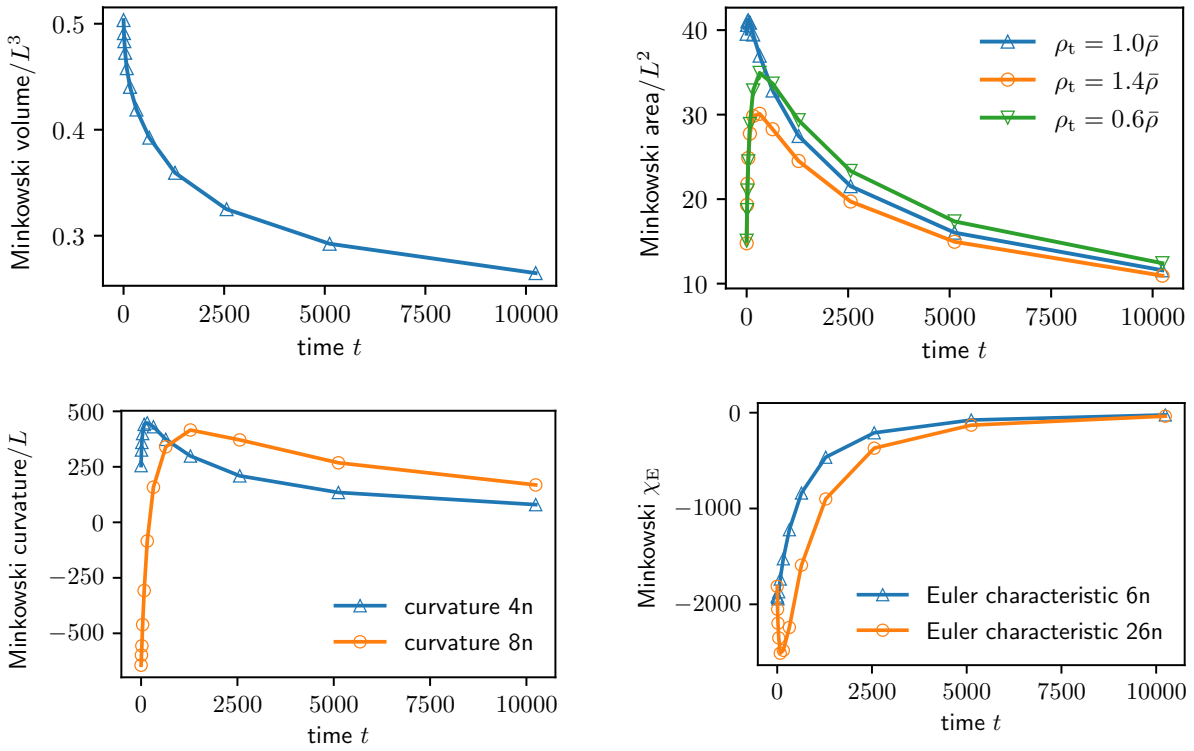 Minkowski volume/L³
0.5
0.4
0.3
0 2500 5000 7500 10000
time t
Minkowski area/L²
40
30
20
10
ρₜ = 1.0ρ̄
ρₜ = 1.4ρ̄
ρₜ = 0.6ρ̄
0 2500 5000 7500 10000
time t
Minkowski curvature/L
500
250
0
−250
−500
curvature 4n
curvature 8n
0 2500 5000 7500 10000
time t
Minkowski χ_E
0
−1000
−2000
Euler characteristic 6n
Euler characteristic 26n
0 2500 5000 7500 10000
time t